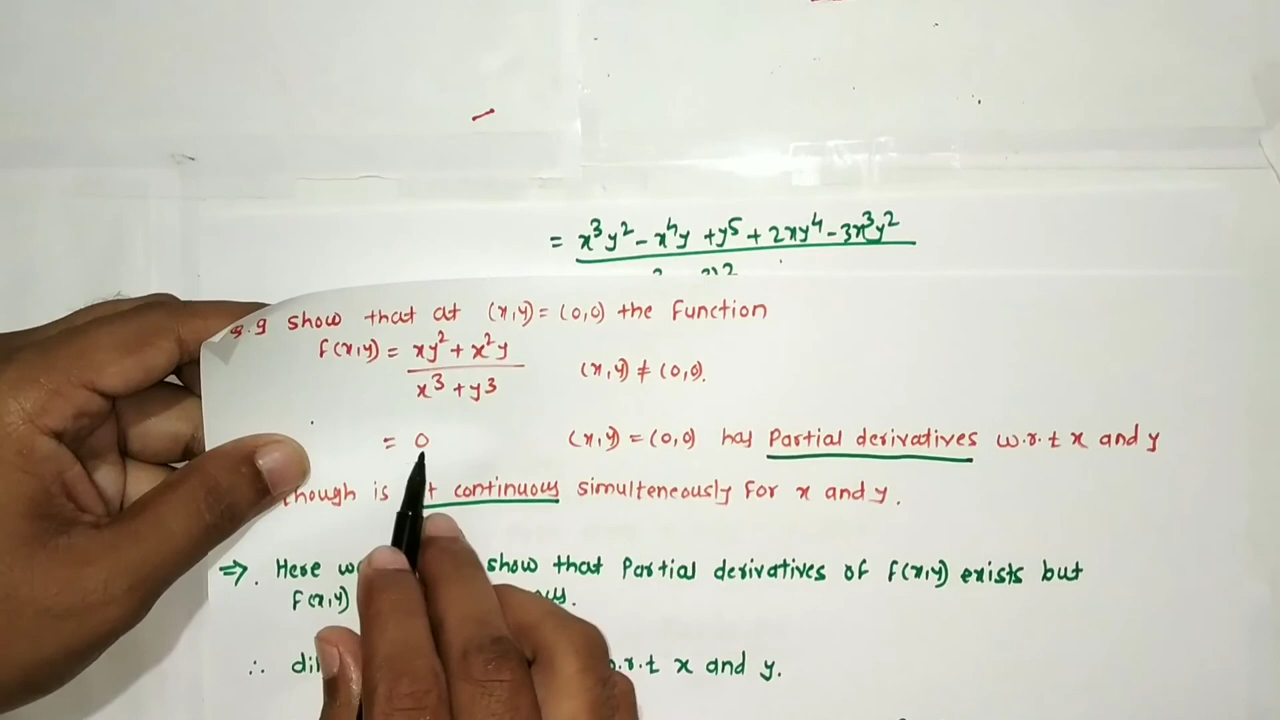 = x³y² - x⁴y + y⁵ + 2xy⁴ - 3x³y²
g.9 show that at (x,y) = (0,0) the Function
F(x,y) = xy² + x²y
x³ + y³
(x,y) ≠ (0,0).
= 0 (x,y) = (0,0) has Partial derivatives w.r.t x and y
though is continuous simulteneously For x and y.
⇒. Here show that Partial derivatives of F(x,y) exists but
F(x,y)
∴ w.r.t x and y.